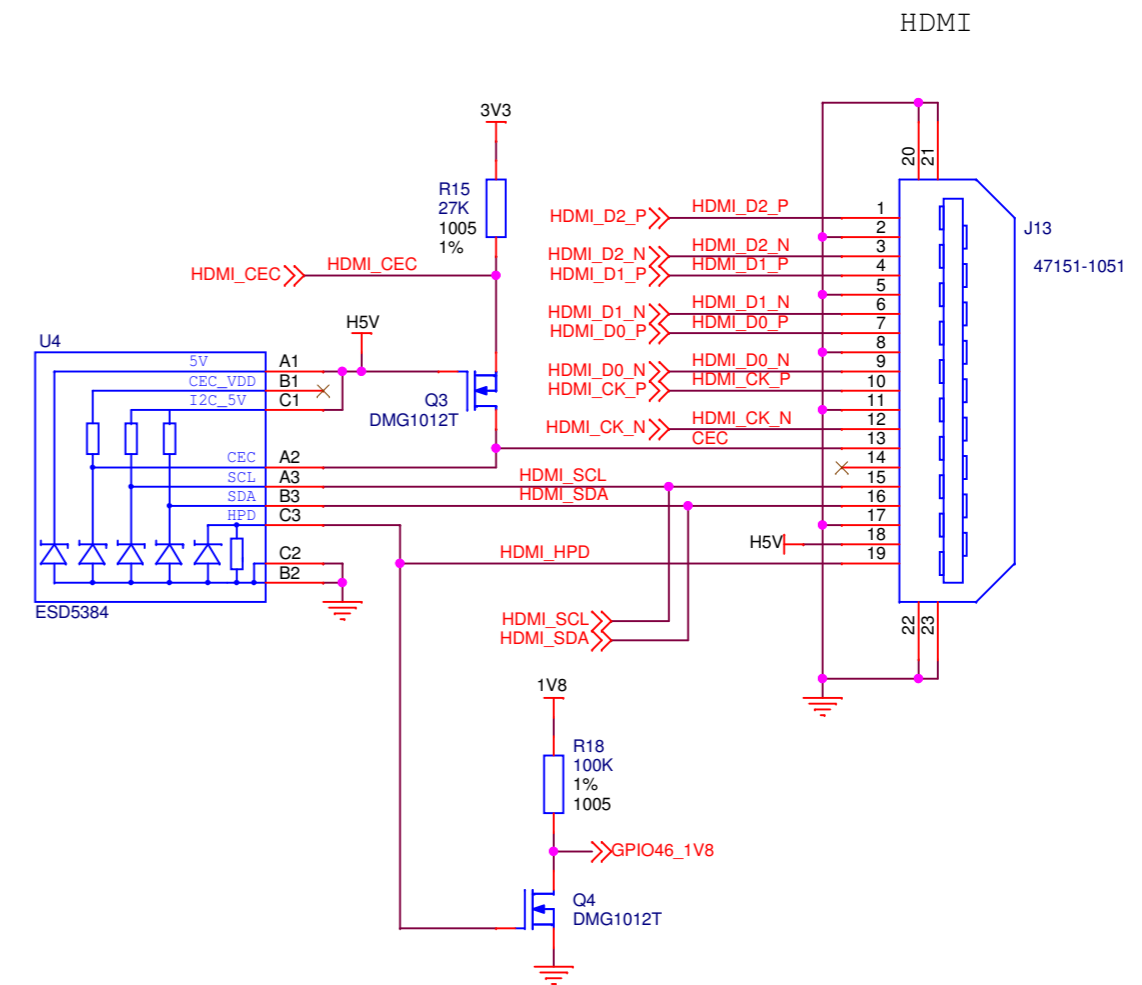 HDMI
3V3
R15
27K
1005
1%
HDMI_CEC
HDMI_CEC
H5V
U4
5V
A1
CEC_VDD
B1
I2C_5V
C1
CEC
A2
SCL
A3
SDA
B3
HPD
C3
C2
B2
ESD5384
Q3
DMG1012T
HDMI_D2_P
HDMI_D2_P
HDMI_D2_N
HDMI_D2_N
HDMI_D1_P
HDMI_D1_P
HDMI_D1_N
HDMI_D1_N
HDMI_D0_P
HDMI_D0_P
HDMI_D0_N
HDMI_D0_N
HDMI_CK_P
HDMI_CK_P
HDMI_CK_N
HDMI_CK_N
CEC
HDMI_SCL
HDMI_SDA
H5V
HDMI_HPD
HDMI_SCL
HDMI_SDA
20
21
1
2
3
4
5
6
7
8
9
10
11
12
13
14
15
16
17
18
19
22
23
J13
47151-1051
1V8
R18
100K
1%
1005
GPIO46_1V8
Q4
DMG1012T